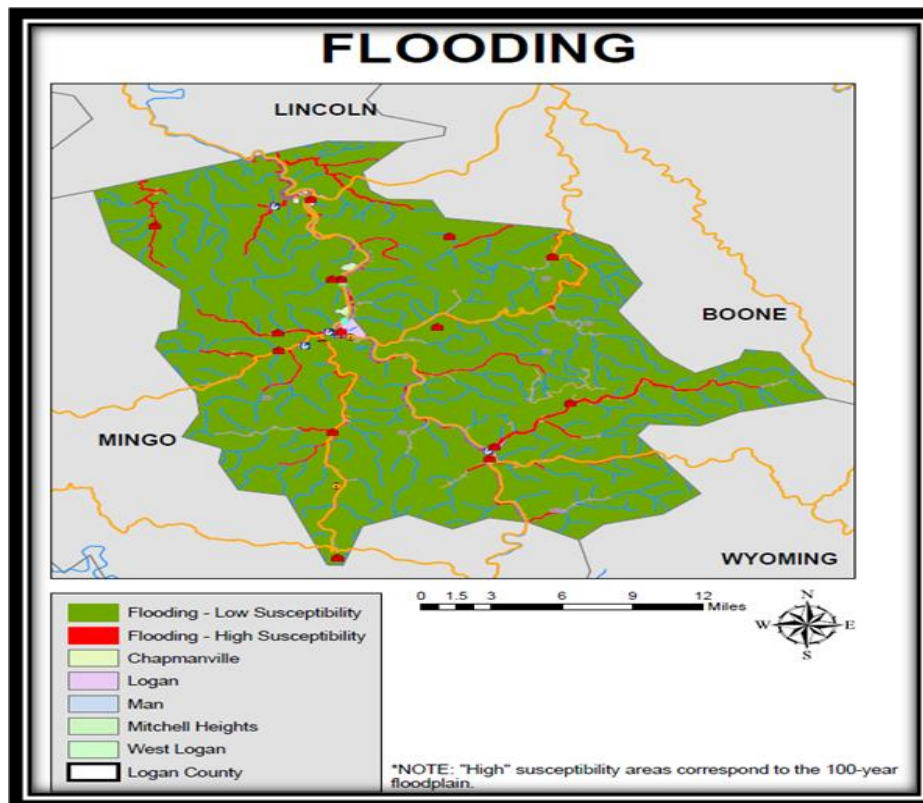 FLOODING
LINCOLN
BOONE
MINGO
WYOMING
Flooding - Low Susceptibility
Flooding - High Susceptibility
Chapmanville
Logan
Man
Mitchell Heights
West Logan
Logan County
0 1.5 3 6 9 12
Miles
N
W E
S
*NOTE: "High" susceptibility areas correspond to the 100-year
floodplain.